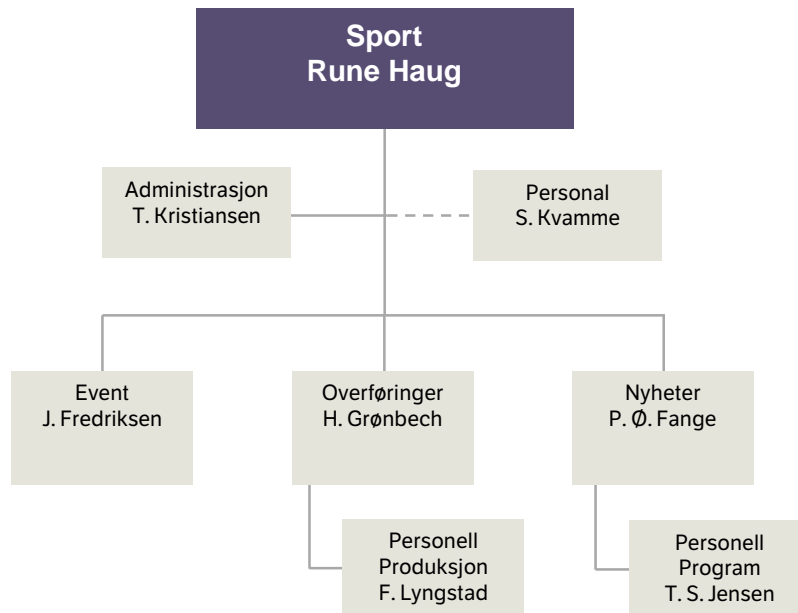 Sport
Rune Haug
Administrasjon
T. Kristiansen
Personal
S. Kvamme
Event
J. Fredriksen
Overføringer
H. Grønbech
Nyheter
P. Ø. Fange
Personell
Produksjon
F. Lyngstad
Personell
Program
T. S. Jensen